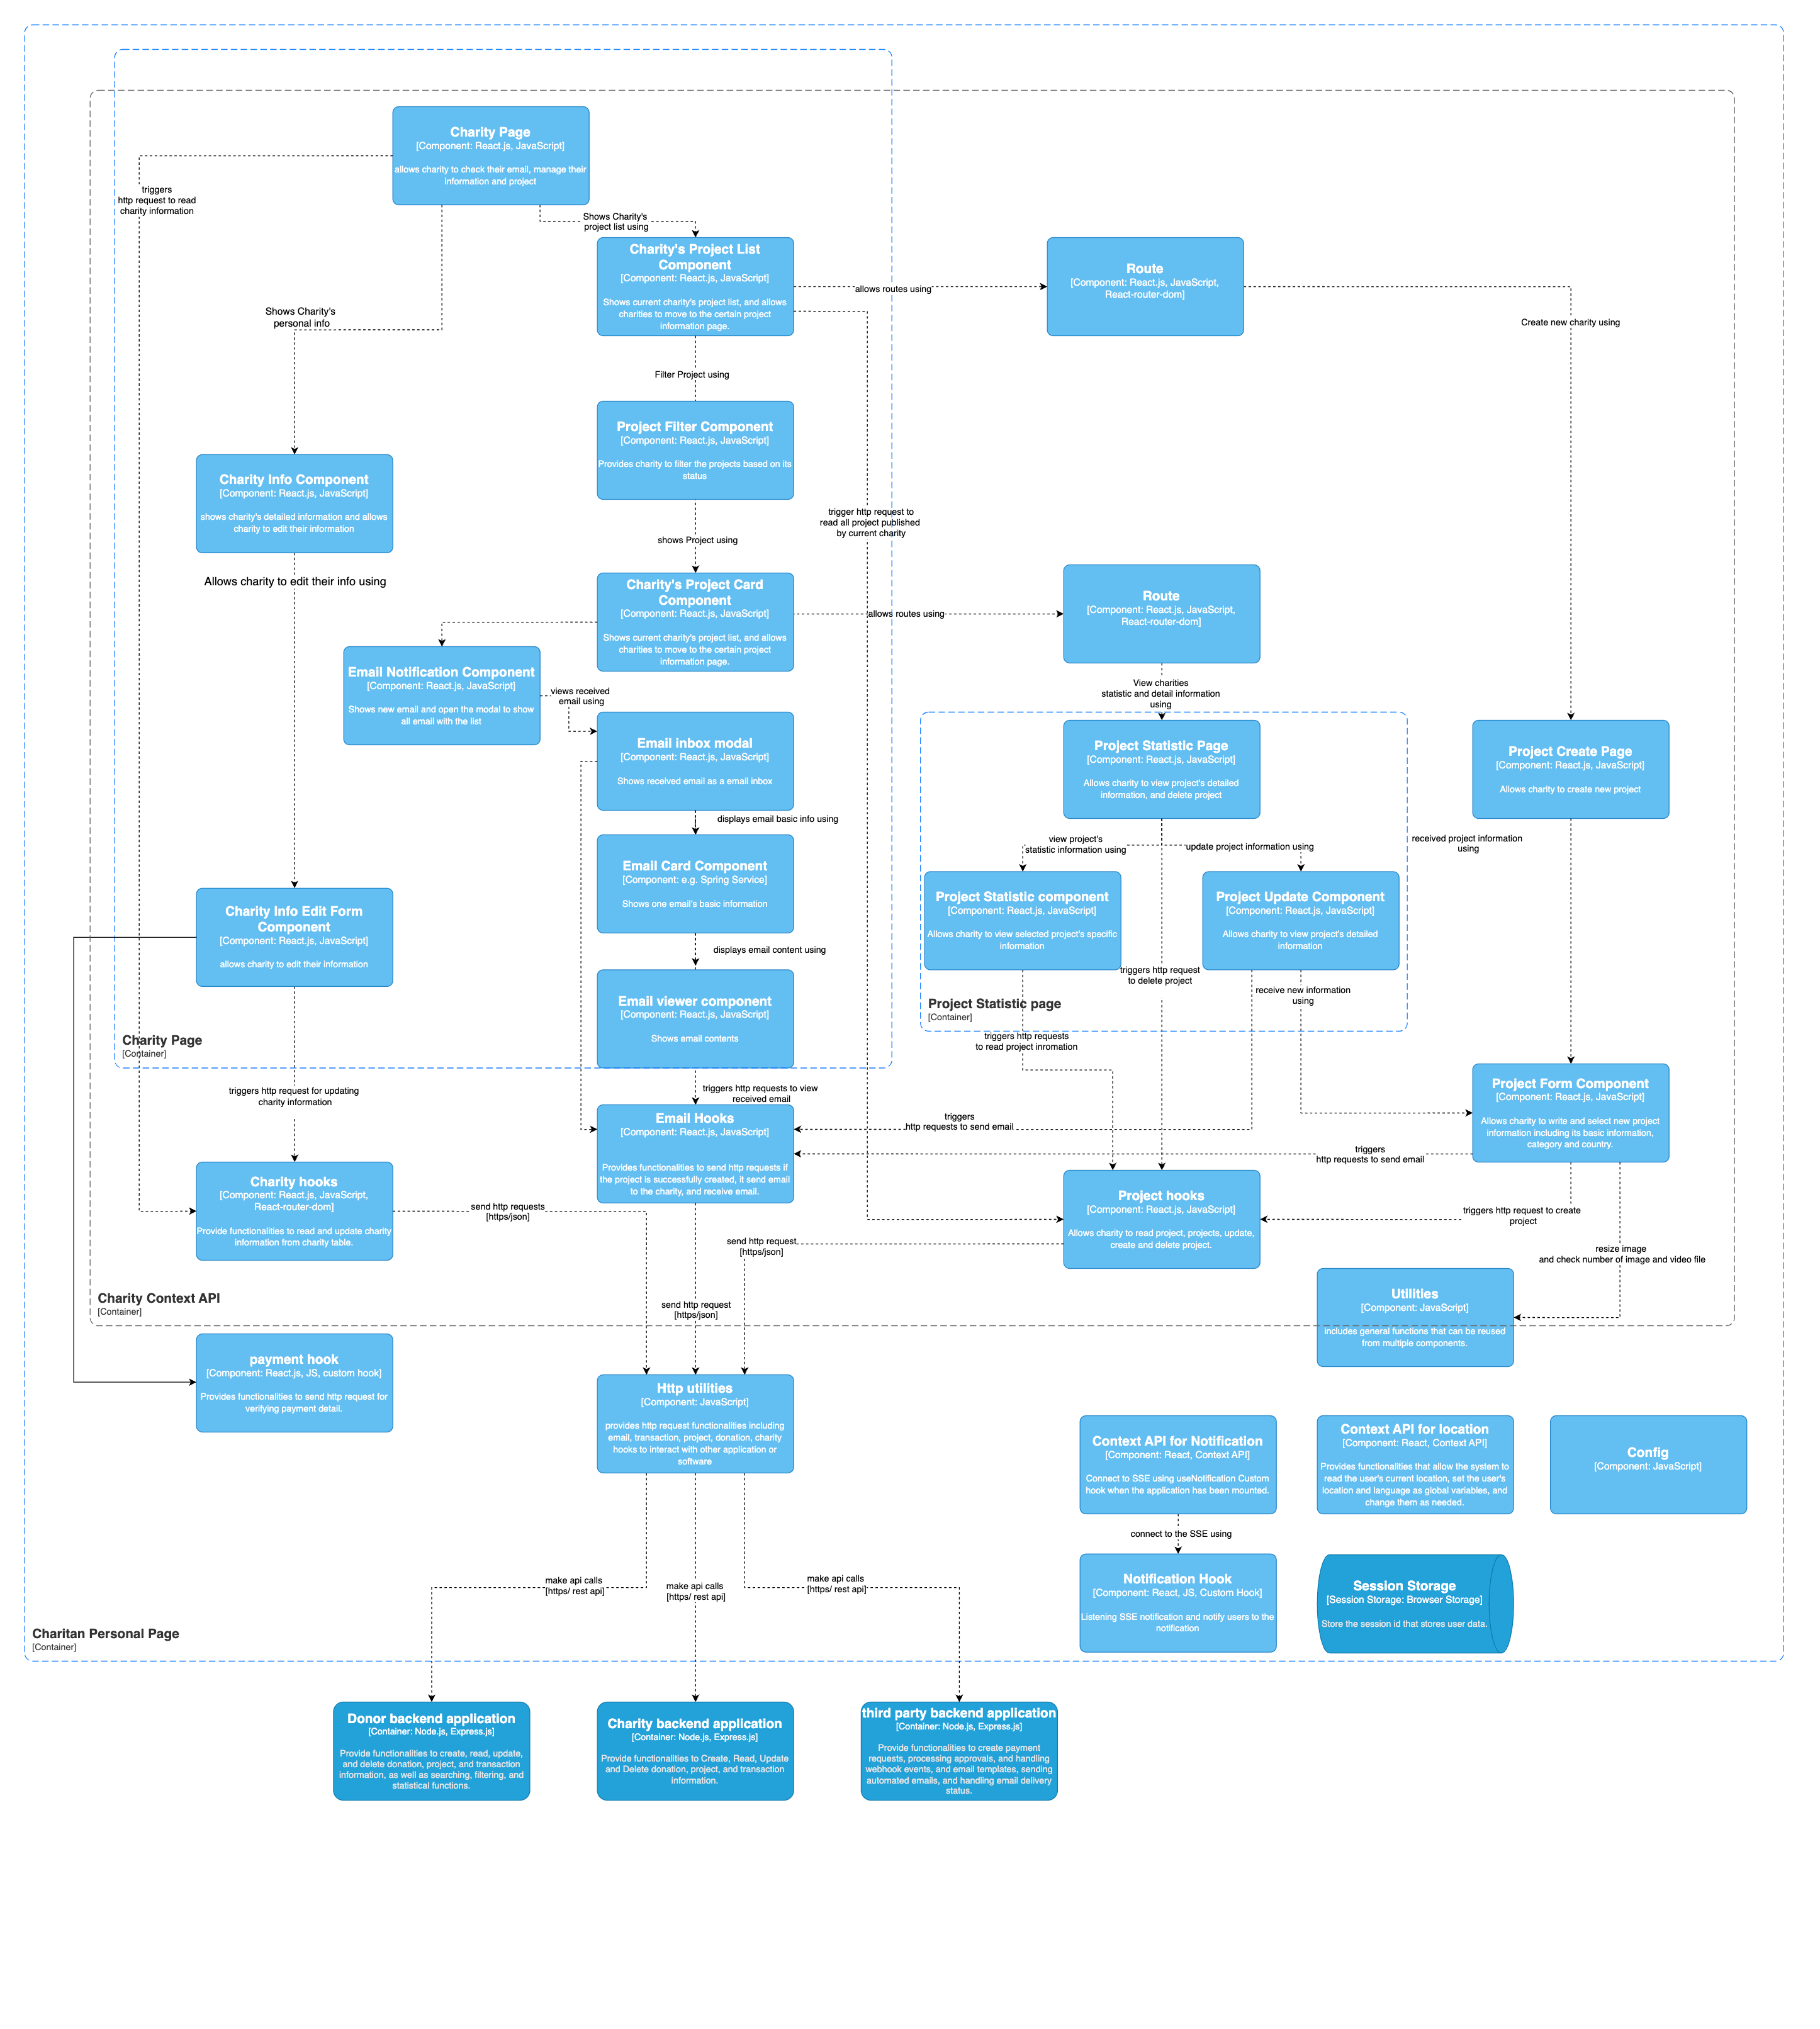 Charity Page
[Component: React.js, JavaScript]
allows charity to check their email, manage their
information and project
triggers
http request to read
charity information
Shows Charity's
project list using
Charity's Project List
Component
[Component: React.js, JavaScript]
Shows current charity's project list, and allows
charities to move to the certain project
information page.
allows routes using
Route
[Component: React.js, JavaScript,
React-router-dom]
Shows Charity's
personal info
Create new charity using
Filter Project using
Project Filter Component
[Component: React.js, JavaScript]
Provides charity to filter the projects based on its
status
Charity Info Component
[Component: React.js, JavaScript]
shows charity's detailed information and allows
charity to edit their information
trigger http request to
read all project published
by current charity
shows Project using
Allows charity to edit their info using
Charity's Project Card
Component
[Component: React.js, JavaScript]
Shows current charity's project list, and allows
charities to move to the certain project
information page.
allows routes using
Route
[Component: React.js, JavaScript,
React-router-dom]
Email Notification Component
[Component: React.js, JavaScript]
Shows new email and open the modal to show
all email with the list
views received
email using
View charities
statistic and detail information
using
Email inbox modal
[Component: React.js, JavaScript]
Shows received email as a email inbox
Project Statistic Page
[Component: React.js, JavaScript]
Allows charity to view project's detailed
information, and delete project
Project Create Page
[Component: React.js, JavaScript]
Allows charity to create new project
displays email basic info using
view project's
statistic information using
update project information using
received project information
using
Email Card Component
[Component: e.g. Spring Service]
Shows one email's basic information
Project Statistic component
[Component: React.js, JavaScript]
Allows charity to view selected project's specific
information
Project Update Component
[Component: React.js, JavaScript]
Allows charity to view project's detailed
information
Charity Info Edit Form
Component
[Component: React.js, JavaScript]
allows charity to edit their information
displays email content using
triggers http request
to delete project
receive new information
using
Email viewer component
[Component: React.js, JavaScript]
Shows email contents
Project Statistic page
[Container]
Charity Page
[Container]
triggers http requests
to read project inromation
triggers http request for updating
charity information
triggers http requests to view
received email
Project Form Component
[Component: React.js, JavaScript]
Allows charity to write and select new project
information including its basic information,
category and country.
Email Hooks
[Component: React.js, JavaScript]
Provides functionalities to send http requests if
the project is successfully created, it send email
to the charity, and receive email.
triggers
http requests to send email
triggers
http requests to send email
Charity hooks
[Component: React.js, JavaScript,
React-router-dom]
Provide functionalities to read and update charity
information from charity table.
send http requests
[https/json]
Project hooks
[Component: React.js, JavaScript]
Allows charity to read project, projects, update,
create and delete project.
triggers http request to create
project
send http request
[https/json]
resize image
and check number of image and video file
Charity Context API
[Container]
send http request
[https/json]
Utilities
[Component: JavaScript]
includes general functions that can be reused
from multiple components.
payment hook
[Component: React.js, JS, custom hook]
Provides functionalities to send http request for
verifying payment detail.
Http utilities
[Component: JavaScript]
provides http request functionalities including
email, transaction, project, donation, charity
hooks to interact with other application or
software
Context API for Notification
[Component: React, Context API]
Connect to SSE using useNotification Custom
hook when the application has been mounted.
Context API for location
[Component: React, Context API]
Provides functionalities that allow the system to
read the user's current location, set the user's
location and language as global variables, and
change them as needed.
Config
[Component: JavaScript]
connect to the SSE using
make api calls
[https/ rest api]
make api calls
[https/ rest api]
make api calls
[https/ rest api]
Notification Hook
[Component: React, JS, Custom Hook]
Listening SSE notification and notify users to the
notification
Session Storage
[Session Storage: Browser Storage]
Store the session id that stores user data.
Charitan Personal Page
[Container]
Donor backend application
[Container: Node.js, Express.js]
Provide functionalities to create, read, update,
and delete donation, project, and transaction
information, as well as searching, filtering, and
statistical functions.
Charity backend application
[Container: Node.js, Express.js]
Provide functionalities to Create, Read, Update
and Delete donation, project, and transaction
information.
third party backend application
[Container: Node.js, Express.js]
Provide functionalities to create payment
requests, processing approvals, and handling
webhook events, and email templates, sending
automated emails, and handling email delivery
status.